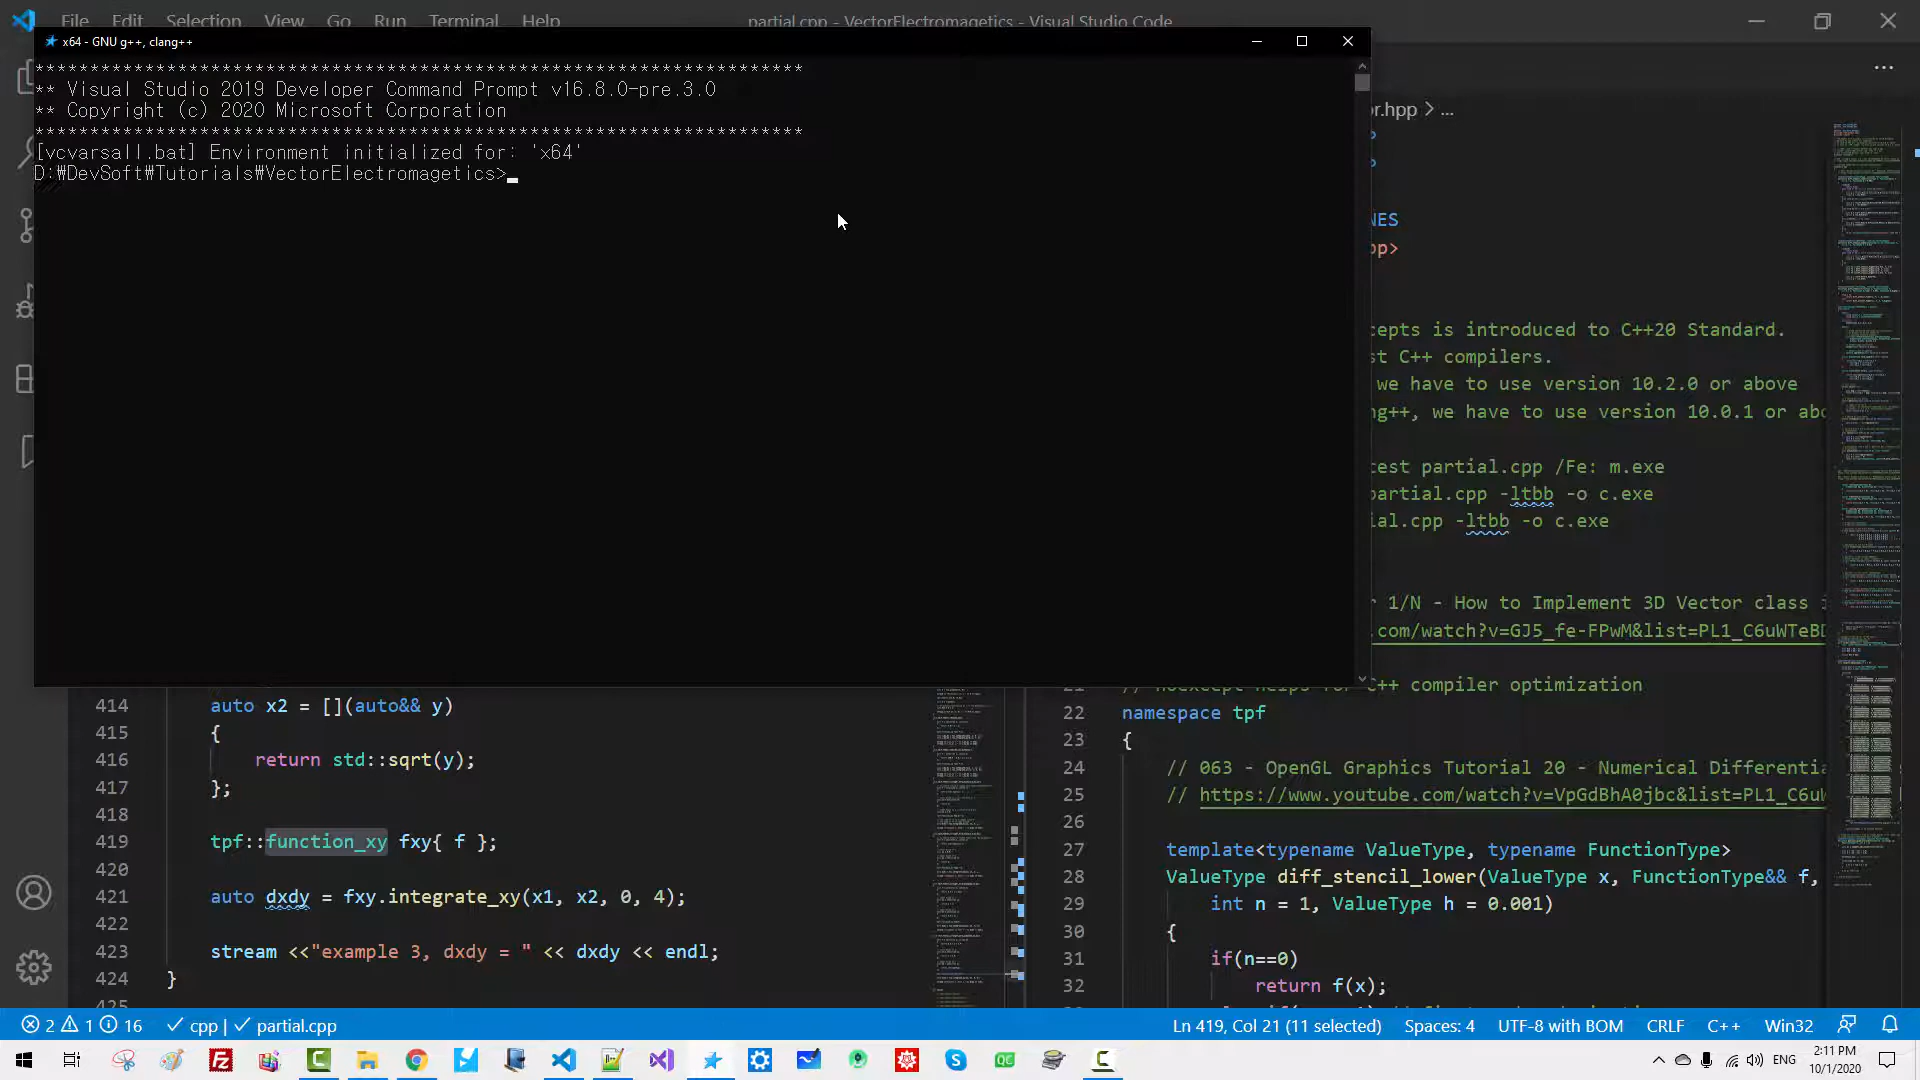 File Edit Selection View Go Run Terminal Help partial.cpp - VectorElectromagetics - Visual Studio Code
x64 - GNU g++, clang++
**********************************************************************
** Visual Studio 2019 Developer Command Prompt v16.8.0-pre.3.0
** Copyright (c) 2020 Microsoft Corporation
**********************************************************************
[vcvarsall.bat] Environment initialized for: 'x64'
D:₩DevSoft₩Tutorials₩VectorElectromagetics>
r.hpp > ...
NES
pp>
cepts is introduced to C++20 Standard.
st C++ compilers.
we have to use version 10.2.0 or above
ng++, we have to use version 10.0.1 or abo
test partial.cpp /Fe: m.exe
partial.cpp -ltbb -o c.exe
ial.cpp -ltbb -o c.exe
r 1/N - How to Implement 3D Vector class i
.com/watch?v=GJ5_fe-FPwM&list=PL1_C6uWTeBD
21 // noexcept helps for C++ compiler optimization
22 namespace tpf
23 {
24 // 063 - OpenGL Graphics Tutorial 20 - Numerical Differentia
25 // https://www.youtube.com/watch?v=VpGdBhA0jbc&list=PL1_C6uW
26
27 template<typename ValueType, typename FunctionType>
28 ValueType diff_stencil_lower(ValueType x, FunctionType&& f,
29 int n = 1, ValueType h = 0.001)
30 {
31 if(n==0)
32 return f(x);
414 auto x2 = [](auto&& y)
415 {
416 return std::sqrt(y);
417 };
418
419 tpf::function_xy fxy{ f };
420
421 auto dxdy = fxy.integrate_xy(x1, x2, 0, 4);
422
423 stream <<"example 3, dxdy = " << dxdy << endl;
424 }
425
2 1 16 cpp | partial.cpp Ln 419, Col 21 (11 selected) Spaces: 4 UTF-8 with BOM CRLF C++ Win32
ENG 2:11 PM
10/1/2020